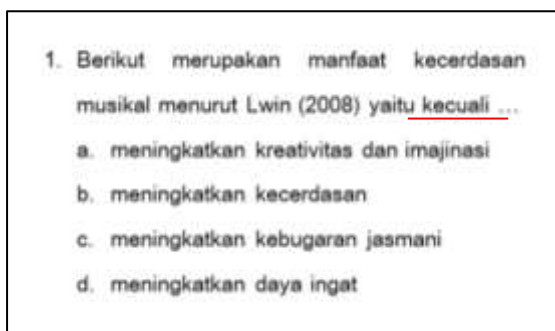 1. Berikut merupakan manfaat kecerdasan
musikal menurut Lwin (2008) yaitu kecuali ...
a. meningkatkan kreativitas dan imajinasi
b. meningkatkan kecerdasan
c. meningkatkan kebugaran jasmani
d. meningkatkan daya ingat